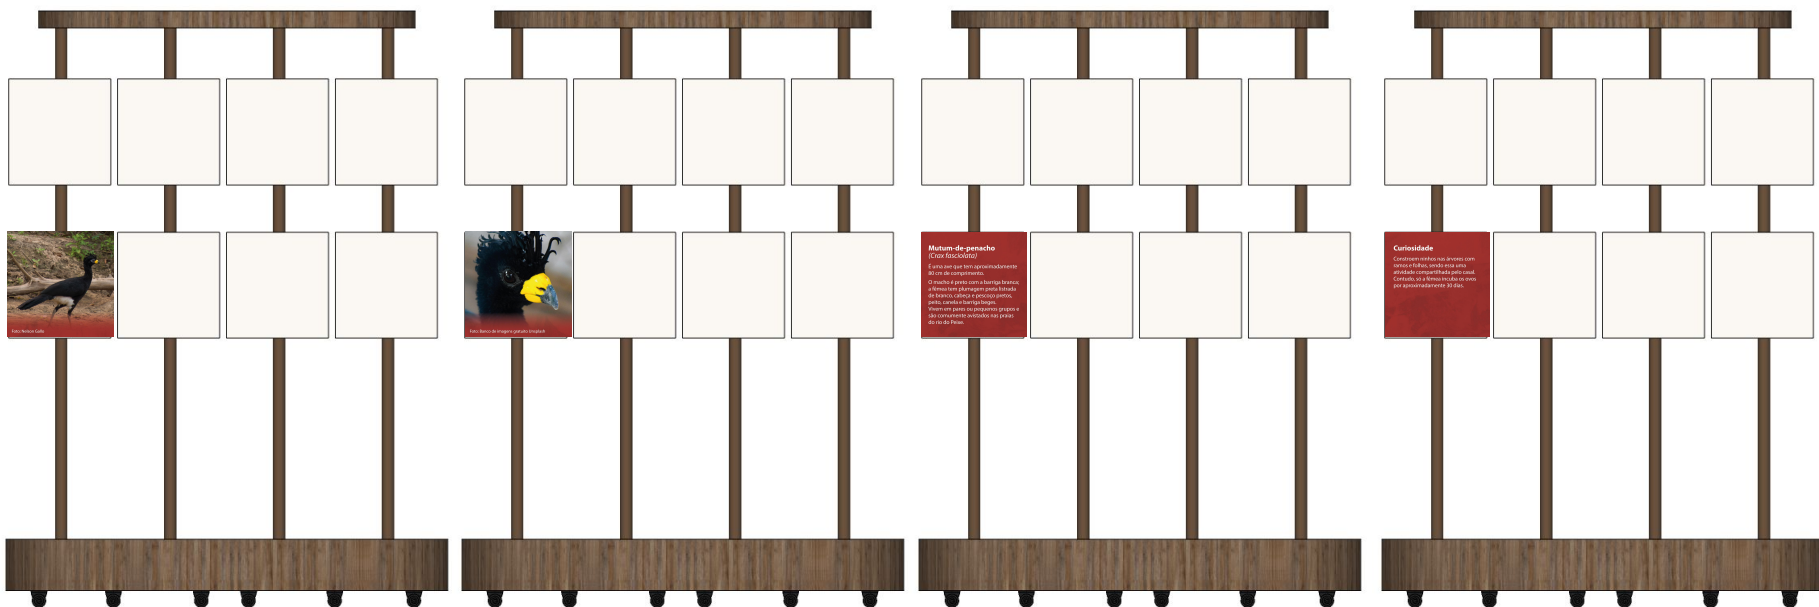 Foto: Nelson Gallo
Foto: Banco de imagens gratuito Unsplash
Mutum-de-penacho
(Crax fasciolata)
É uma ave que tem aproximadamente
80 cm de comprimento.
O macho é preto com a barriga branca;
a fêmea tem plumagem preta listrada
de branco, cabeça e pescoço pretos,
peito, canela e barriga beges.
Vivem em pares ou pequenos grupos e
são comumente avistados nas praias
do rio do Peixe.
Curiosidade
Constroem ninhos nas árvores com
ramos e folhas, sendo essa uma
atividade compartilhada pelo casal.
Contudo, só a fêmea incuba os ovos
por aproximadamente 30 dias.